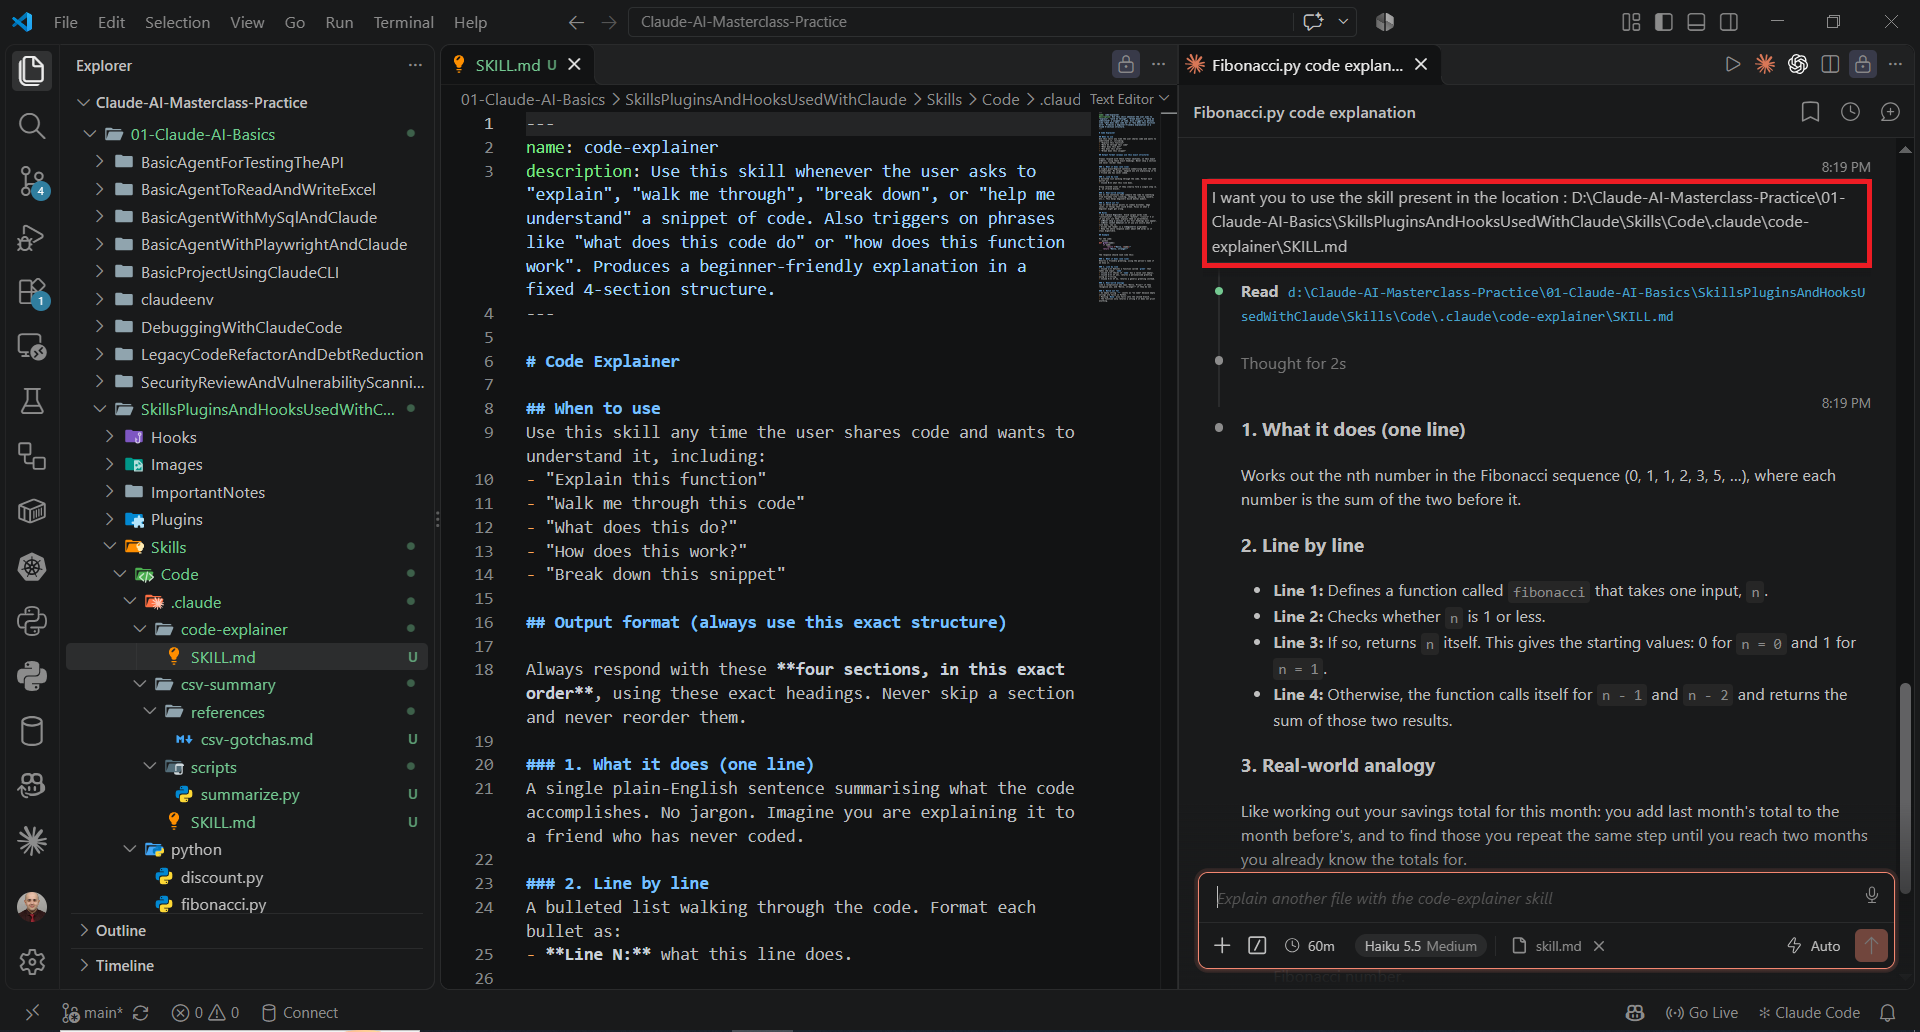 File Edit Selection View Go Run Terminal Help
Claude-AI-Masterclass-Practice
Explorer
Claude-AI-Masterclass-Practice
01-Claude-AI-Basics
BasicAgentForTestingTheAPI
BasicAgentToReadAndWriteExcel
BasicAgentWithMySqlAndClaude
BasicAgentWithPlaywrightAndClaude
BasicProjectUsingClaudeCLI
claudeenv
DebuggingWithClaudeCode
LegacyCodeRefactorAndDebtReduction
SecurityReviewAndVulnerabilityScanni...
SkillsPluginsAndHooksUsedWithC...
Hooks
Images
ImportantNotes
Plugins
Skills
Code
.claude
code-explainer
SKILL.md U
csv-summary
references
csv-gotchas.md U
scripts
summarize.py U
SKILL.md U
python
discount.py
fibonacci.py
Outline
Timeline
4
1
SKILL.md U
01-Claude-AI-Basics > SkillsPluginsAndHooksUsedWithClaude > Skills > Code > .claud Text Editor
1 ---
2 name: code-explainer
3 description: Use this skill whenever the user asks to
"explain", "walk me through", "break down", or "help me
understand" a snippet of code. Also triggers on phrases
like "what does this code do" or "how does this function
work". Produces a beginner-friendly explanation in a
fixed 4-section structure.
4 ---
5
6 # Code Explainer
7
8 ## When to use
9 Use this skill any time the user shares code and wants to
understand it, including:
10 - "Explain this function"
11 - "Walk me through this code"
12 - "What does this do?"
13 - "How does this work?"
14 - "Break down this snippet"
15
16 ## Output format (always use this exact structure)
17
18 Always respond with these **four sections, in this exact
order**, using these exact headings. Never skip a section
and never reorder them.
19
20 ### 1. What it does (one line)
21 A single plain-English sentence summarising what the code
accomplishes. No jargon. Imagine you are explaining it to
a friend who has never coded.
22
23 ### 2. Line by line
24 A bulleted list walking through the code. Format each
bullet as:
25 - **Line N:** what this line does.
26
Fibonacci.py code explan...
Fibonacci.py code explanation
8:19 PM
I want you to use the skill present in the location : D:\Claude-AI-Masterclass-Practice\01-
Claude-AI-Basics\SkillsPluginsAndHooksUsedWithClaude\Skills\Code\.claude\code-
explainer\SKILL.md
Read d:\Claude-AI-Masterclass-Practice\01-Claude-AI-Basics\SkillsPluginsAndHooksU
sedWithClaude\Skills\Code\.claude\code-explainer\SKILL.md
Thought for 2s
8:19 PM
1. What it does (one line)
Works out the nth number in the Fibonacci sequence (0, 1, 1, 2, 3, 5, ...), where each
number is the sum of the two before it.
2. Line by line
Line 1: Defines a function called fibonacci that takes one input, n.
Line 2: Checks whether n is 1 or less.
Line 3: If so, returns n itself. This gives the starting values: 0 for n = 0 and 1 for
n = 1.
Line 4: Otherwise, the function calls itself for n - 1 and n - 2 and returns the
sum of those two results.
3. Real-world analogy
Like working out your savings total for this month: you add last month's total to the
month before's, and to find those you repeat the same step until you reach two months
you already know the totals for.
Explain another file with the code-explainer skill
60m Haiku 5.5 Medium skill.md Auto
Fibonacci number.
main* 0 0 Connect
Go Live Claude Code